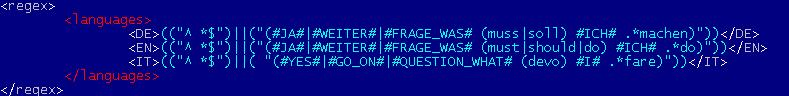 <regex>
<languages>
<DE>(("^ *$")||("(#JA#|#WEITER#|#FRAGE_WAS# (muss|soll) #ICH# .*machen)"))</DE>
<EN>(("^ *$")||("(#JA#|#WEITER#|#FRAGE_WAS# (must|should|do) #ICH# .*do)"))</EN>
<IT>(("^ *$")||( "(#YES#|#GO_ON#|#QUESTION_WHAT# (devo) #I# .*fare)"))</IT>
</languages>
</regex>